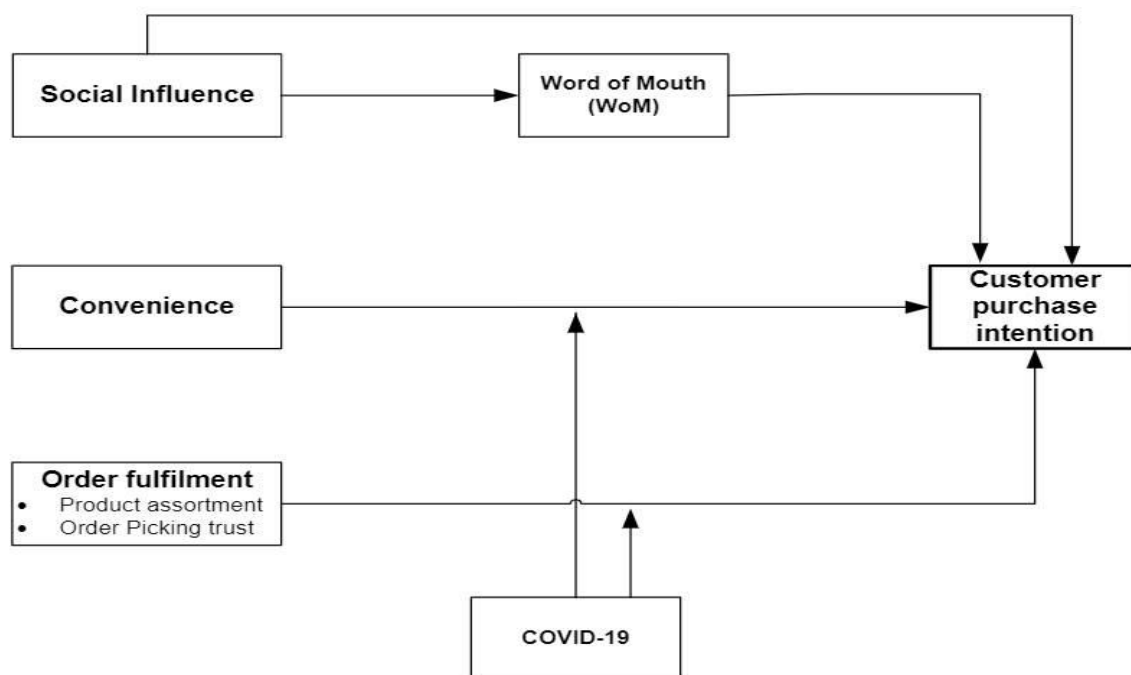 Social Influence
Word of Mouth
(WoM)
Convenience
Customer
purchase
intention
Order fulfilment
• Product assortment
• Order Picking trust
COVID-19